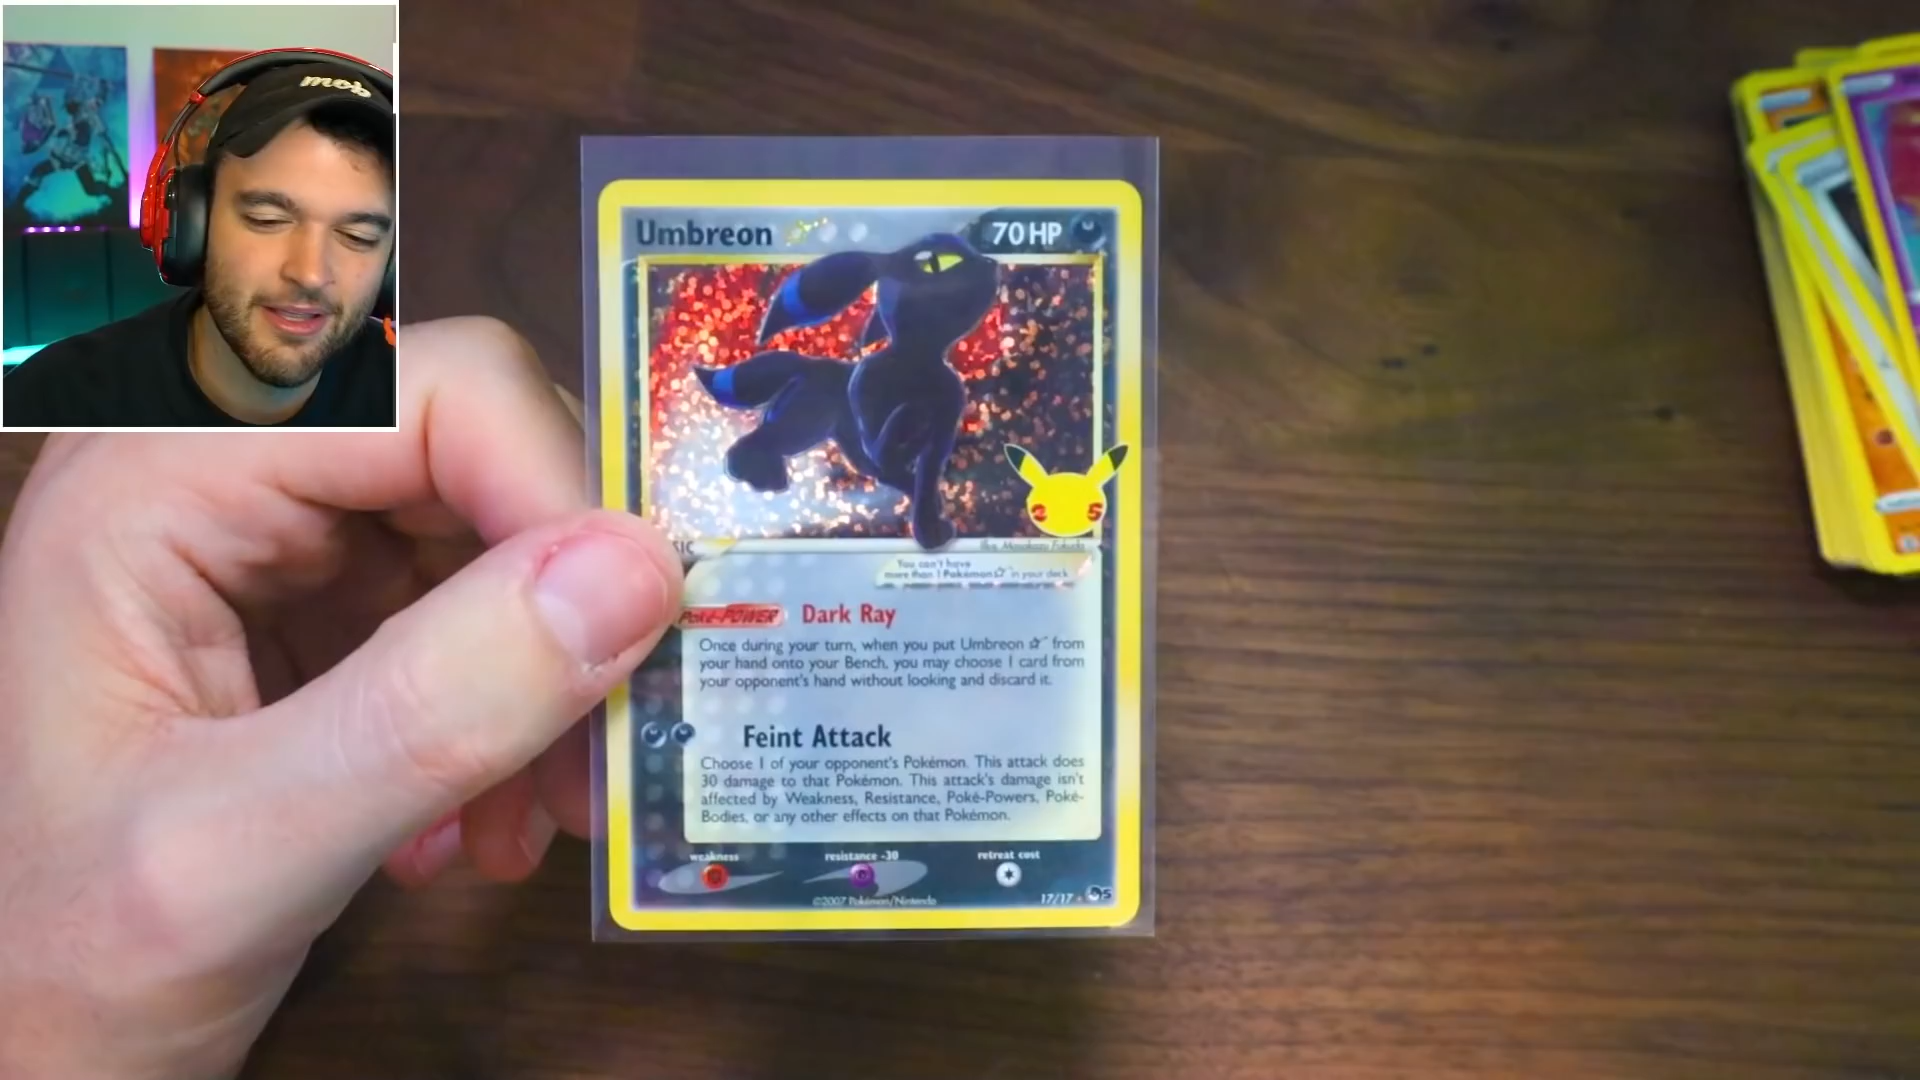 mob
Umbreon
70 HP
Illus. Masakazu Fukuda
You can't have
more than 1 Pokémon☆ in your deck
Poké-POWER Dark Ray
Once during your turn, when you put Umbreon ☆ from
your hand onto your Bench, you may choose 1 card from
your opponent's hand without looking and discard it.
Feint Attack
Choose 1 of your opponent's Pokémon. This attack does
30 damage to that Pokémon. This attack's damage isn't
affected by Weakness, Resistance, Poké-Powers, Poké-
Bodies, or any other effects on that Pokémon.
weakness
resistance -30
retreat cost
©2007 Pokémon/Nintendo
17/17